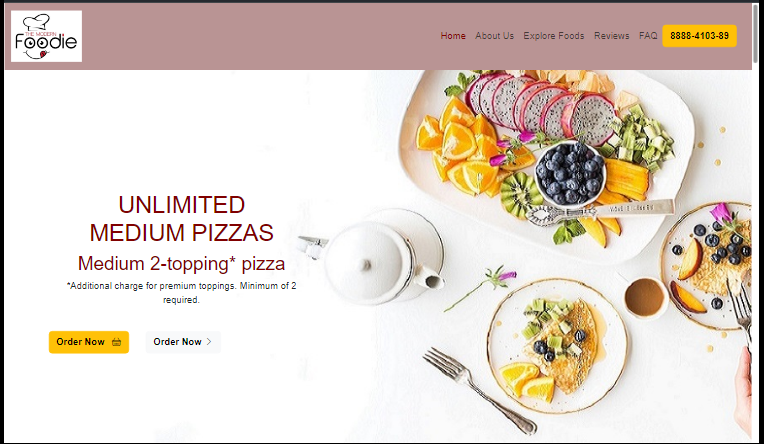 THE MODERN
Foodie
Home About Us Explore Foods Reviews FAQ 8888-4103-89
UNLIMITED
MEDIUM PIZZAS
Medium 2-topping* pizza
*Additional charge for premium toppings. Minimum of 2
required.
Order Now Order Now